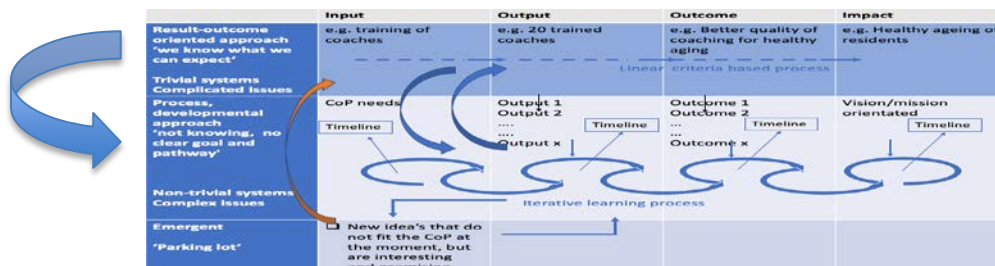 Input
Output
Outcome
Impact
Result-outcome
oriented approach
‘we know what we
can expect’
Trivial systems
Complicated Issues
e.g. training of
coaches
e.g. 20 trained
coaches
e.g. Better quality of
coaching for healthy
aging
e.g. Healthy ageing of
residents
Linear criteria based process
Process,
developmental
approach
‘not knowing, no
clear goal and
pathway’
Non-trivial systems
Complex Issues
CoP needs
Timeline
Output 1
Output 2
....
....
Output x
Timeline
Outcome 1
Outcome 2
...
...
Outcome x
Timeline
Vision/mission
orientated
Timeline
Iterative learning process
Emergent
‘Parking lot’
New idea's that do
not fit the CoP at
the moment, but
are interesting
and promising